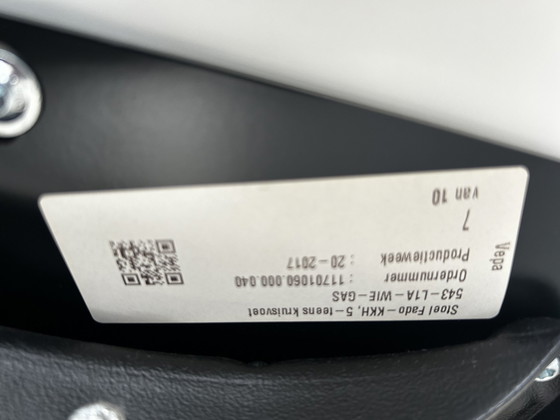 Stoel Fado-KKH, 5-teens kruisvoet
543-L1A-WIE-GAS
Ordernummer : 11701060.000.040
Productieweek : 20-2017
Vepa
7
van 10